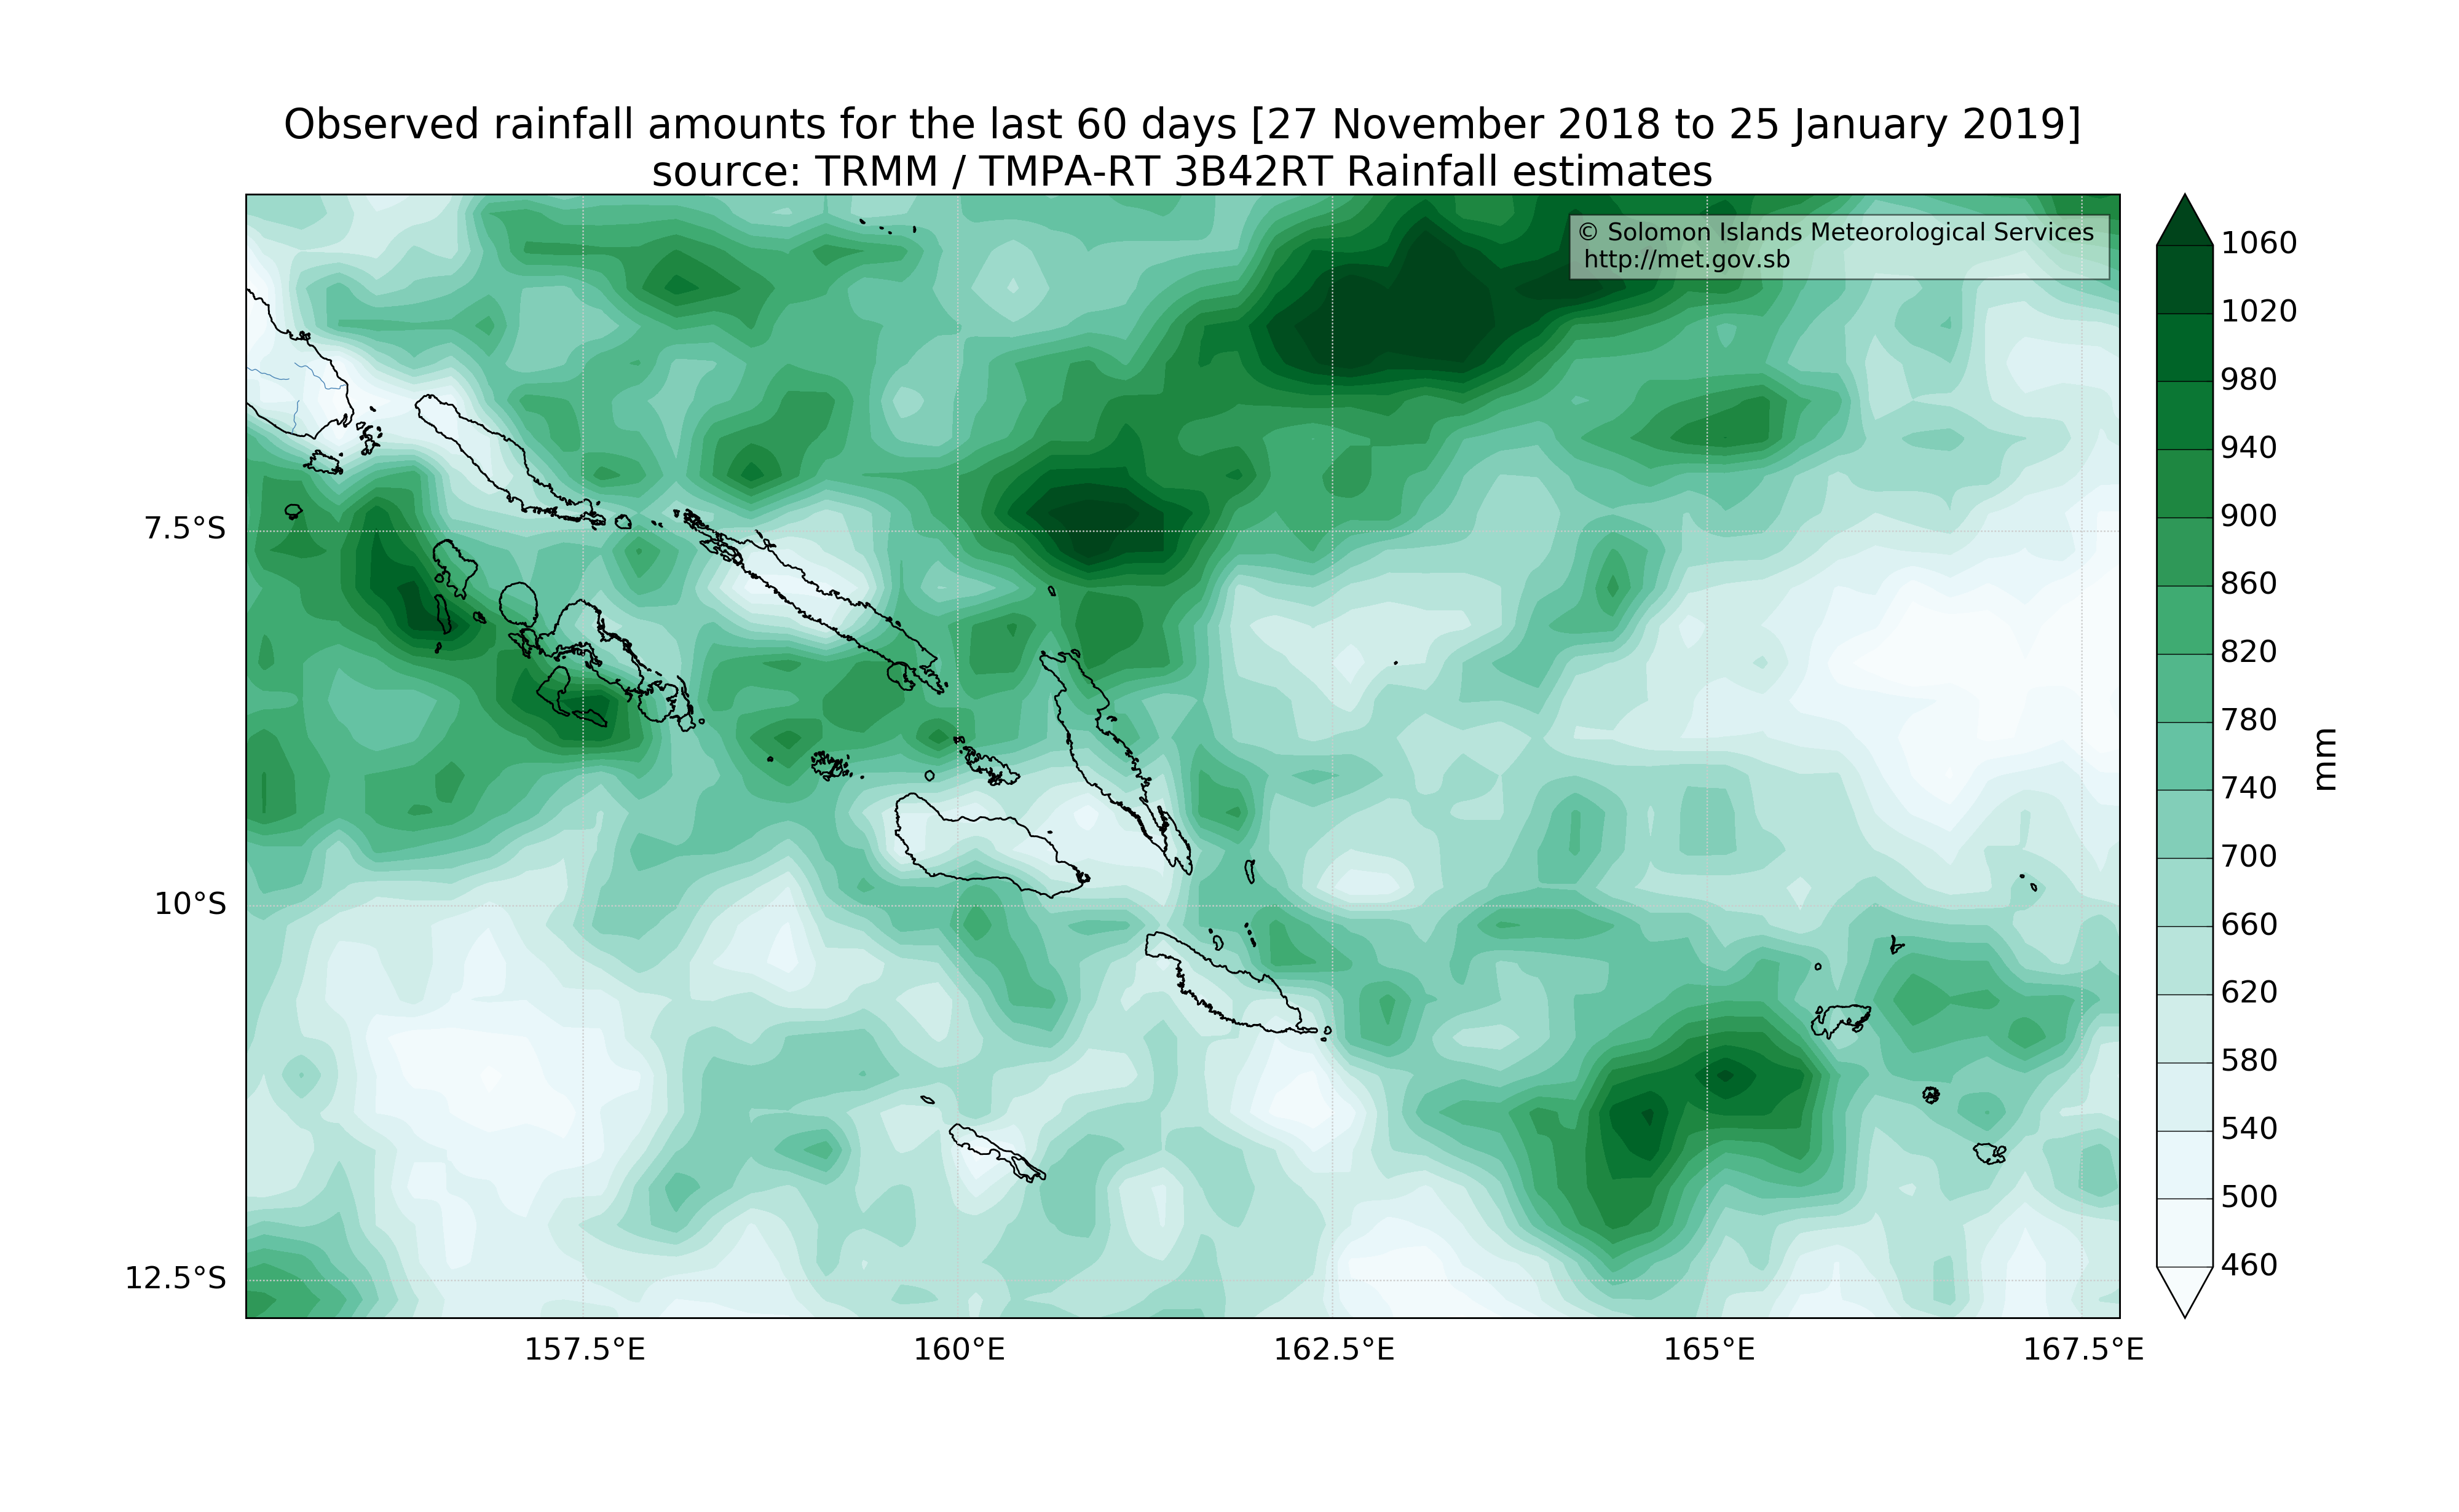 Observed rainfall amounts for the last 60 days [27 November 2018 to 25 January 2019]
source: TRMM / TMPA-RT 3B42RT Rainfall estimates
© Solomon Islands Meteorological Services
http://met.gov.sb
7.5°S
10°S
12.5°S
157.5°E
160°E
162.5°E
165°E
167.5°E
1060
1020
980
940
900
860
820
780
740
700
660
620
580
540
500
460
mm